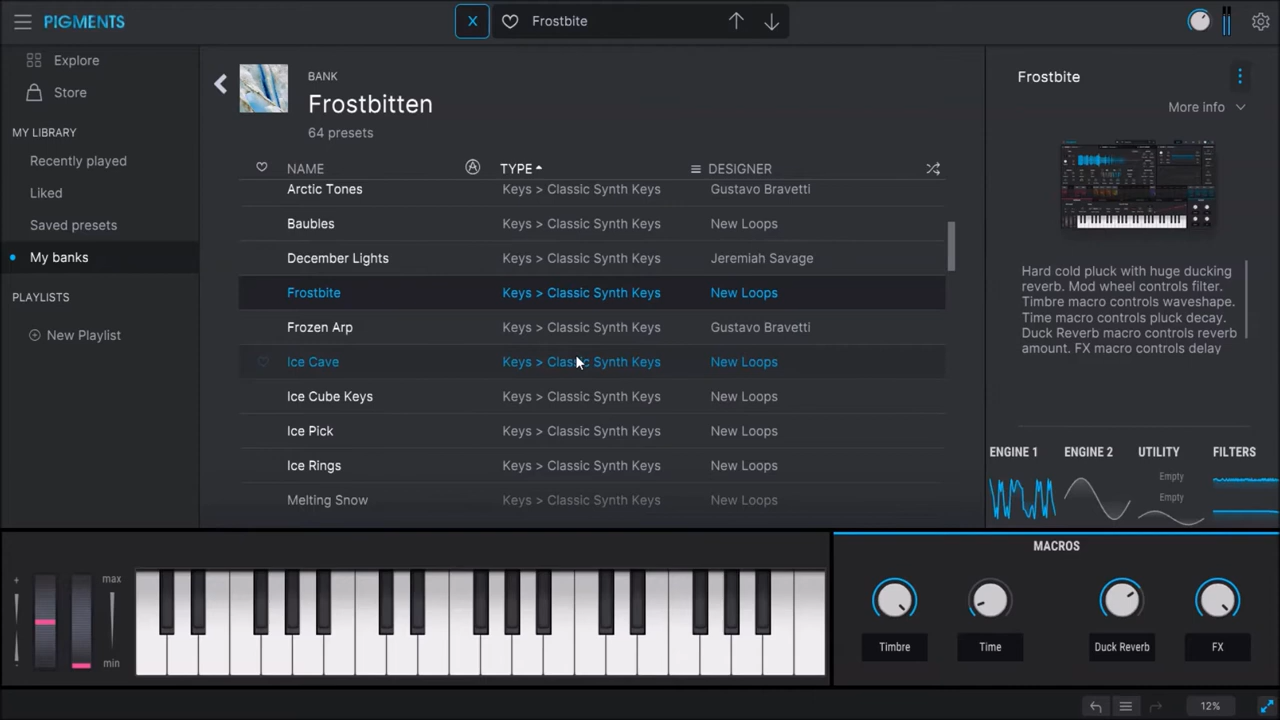 PIGMENTS
X
Frostbite
Explore
Store
MY LIBRARY
Recently played
Liked
Saved presets
My banks
PLAYLISTS
New Playlist
BANK
Frostbitten
64 presets
NAME TYPE DESIGNER
Arctic Tones Keys > Classic Synth Keys Gustavo Bravetti
Baubles Keys > Classic Synth Keys New Loops
December Lights Keys > Classic Synth Keys Jeremiah Savage
Frostbite Keys > Classic Synth Keys New Loops
Frozen Arp Keys > Classic Synth Keys Gustavo Bravetti
Ice Cave Keys > Classic Synth Keys New Loops
Ice Cube Keys Keys > Classic Synth Keys New Loops
Ice Pick Keys > Classic Synth Keys New Loops
Ice Rings Keys > Classic Synth Keys New Loops
Melting Snow Keys > Classic Synth Keys New Loops
Frostbite
More info
Hard cold pluck with huge ducking
reverb. Mod wheel controls filter.
Timbre macro controls waveshape.
Time macro controls pluck decay.
Duck Reverb macro controls reverb
amount. FX macro controls delay
ENGINE 1 ENGINE 2 UTILITY FILTERS
Empty
Empty
+ max
- min
MACROS
Timbre Time Duck Reverb FX
12%